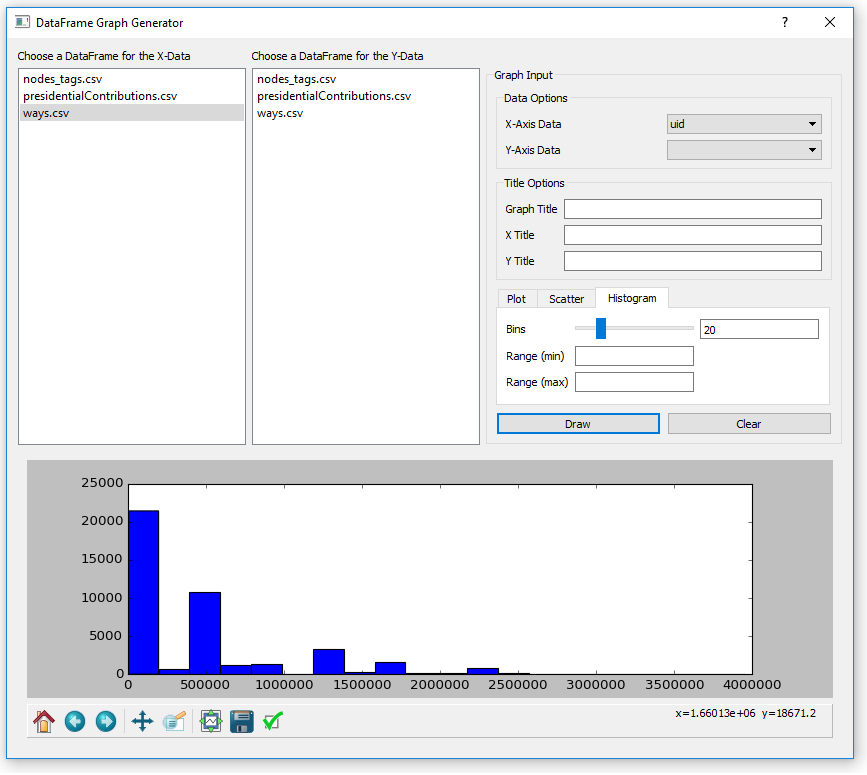 DataFrame Graph Generator
?
Choose a DataFrame for the X-Data
nodes_tags.csv
presidentialContributions.csv
ways.csv
Choose a DataFrame for the Y-Data
nodes_tags.csv
presidentialContributions.csv
ways.csv
Graph Input
Data Options
X-Axis Data uid
Y-Axis Data
Title Options
Graph Title
X Title
Y Title
Plot Scatter Histogram
Bins 20
Range (min)
Range (max)
Draw Clear
25000
20000
15000
10000
5000
0
0 500000 1000000 1500000 2000000 2500000 3000000 3500000 4000000
x=1.66013e+06 y=18671.2